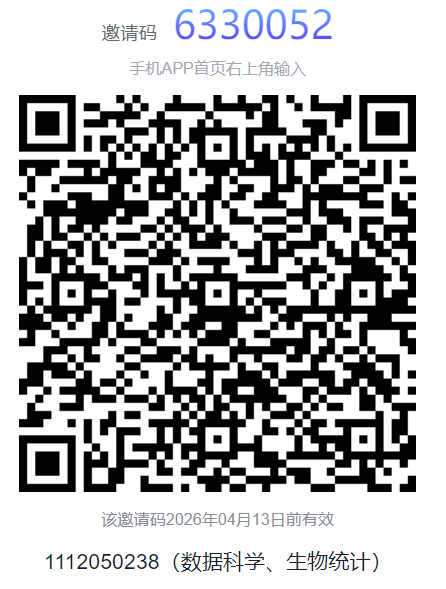 邀请码 6330052
手机APP首页右上角输入
该邀请码2026年04月13日前有效
1112050238（数据科学、生物统计）